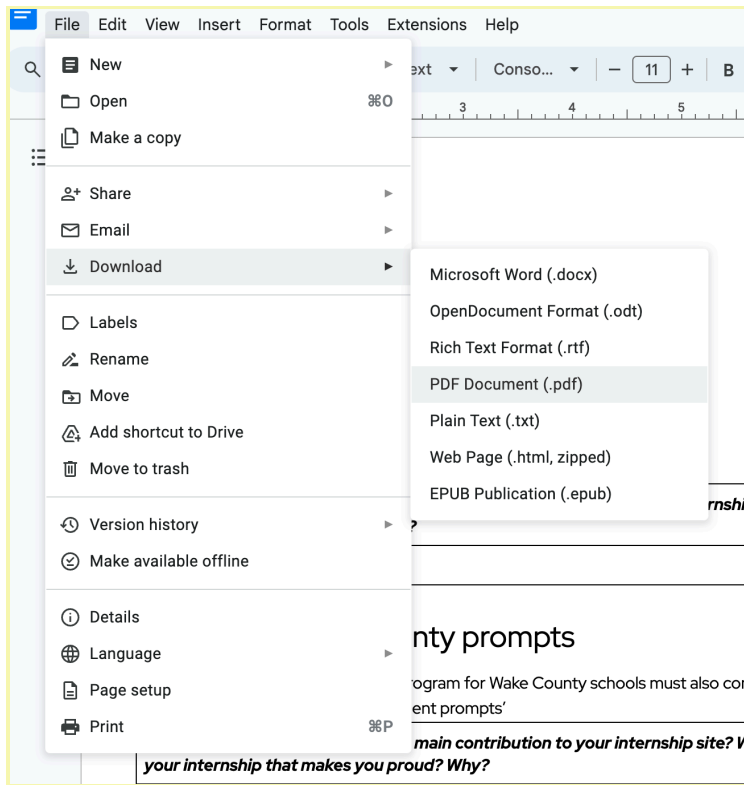 File Edit View Insert Format Tools Extensions Help
New
ext Conso... 11 B
Open ⌘O
3 4 5
Make a copy
Share
Email
Download
Microsoft Word (.docx)
OpenDocument Format (.odt)
Labels
Rich Text Format (.rtf)
Rename
PDF Document (.pdf)
Move
Plain Text (.txt)
Add shortcut to Drive
Web Page (.html, zipped)
Move to trash
EPUB Publication (.epub)
Version history
?
Make available offline
Details
nty prompts
Language
Page setup
for Wake County schools must also
ent prompts’
Print ⌘P
main contribution to your internship site?
your internship that makes you proud? Why?